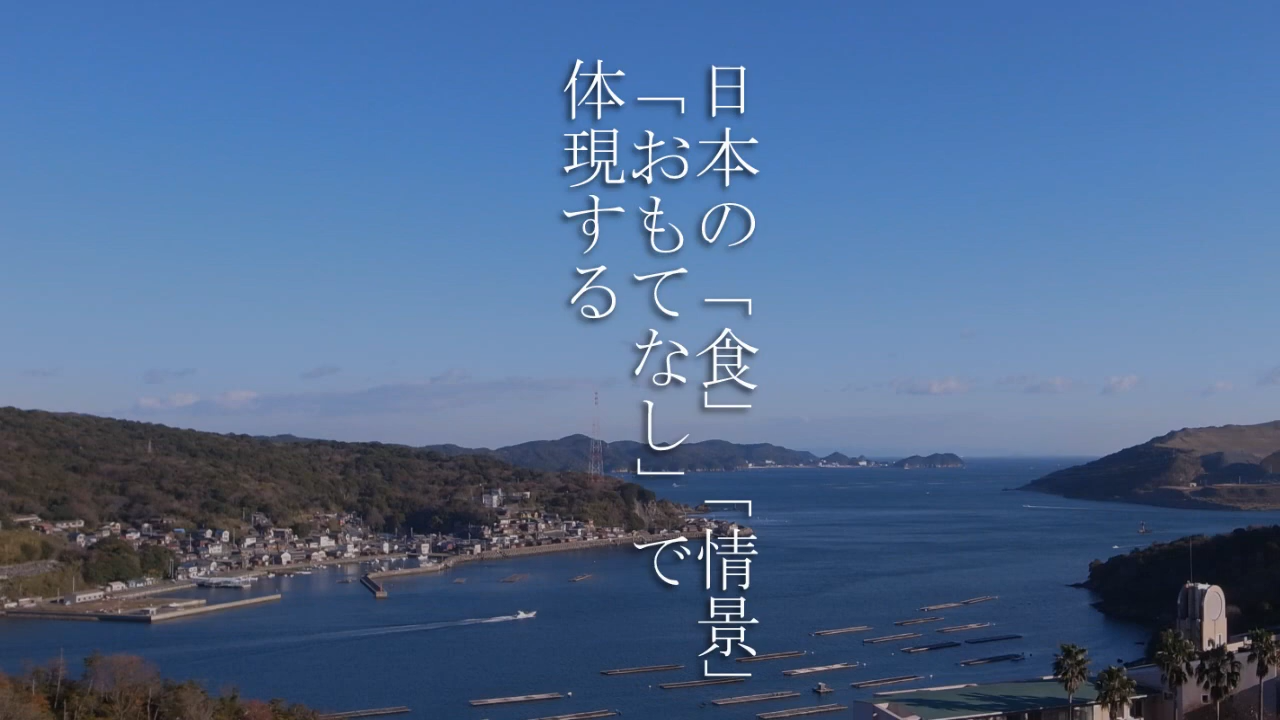 日本の「食」「情景」
「おもてなし」で
体現する